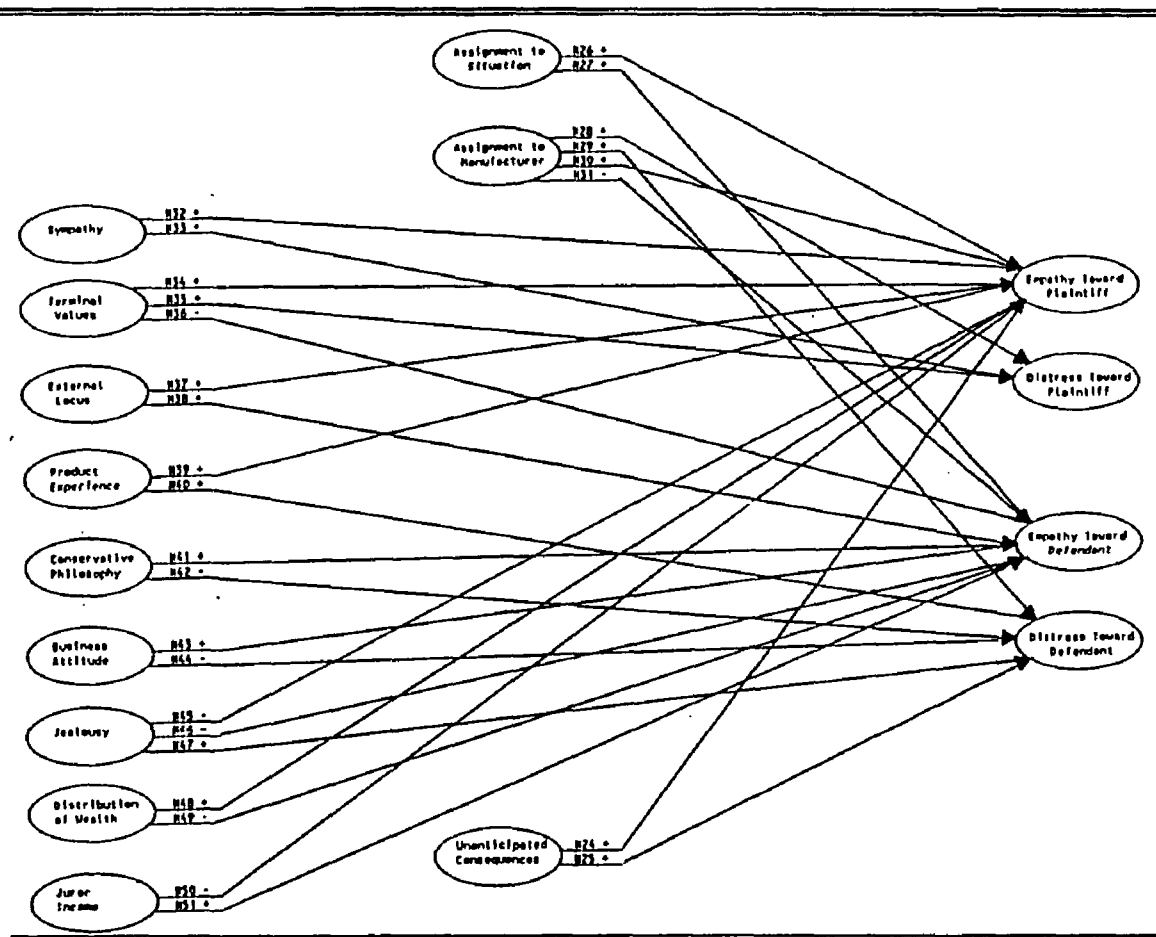 Assignment to
Situation
H26 +
H27 +
Assignment to
Manufacturer
H28 +
H29 +
H30 +
H31 -
Sympathy
H32 +
H33 +
Terminal
Values
H34 +
H35 +
H36 -
External
Locus
H37 +
H38 +
Product
Experience
H39 +
H40 +
Conservative
Philosophy
H41 +
H42 -
Business
Attitude
H43 +
H44 -
Jealousy
H45 -
H46 -
H47 +
Distribution
of Wealth
H48 +
H49 -
Juror
Income
H50 -
H51 +
Unanticipated
Consequences
H24 +
H25 +
Empathy Toward
Plaintiff
Distress Toward
Plaintiff
Empathy Toward
Defendant
Distress Toward
Defendant